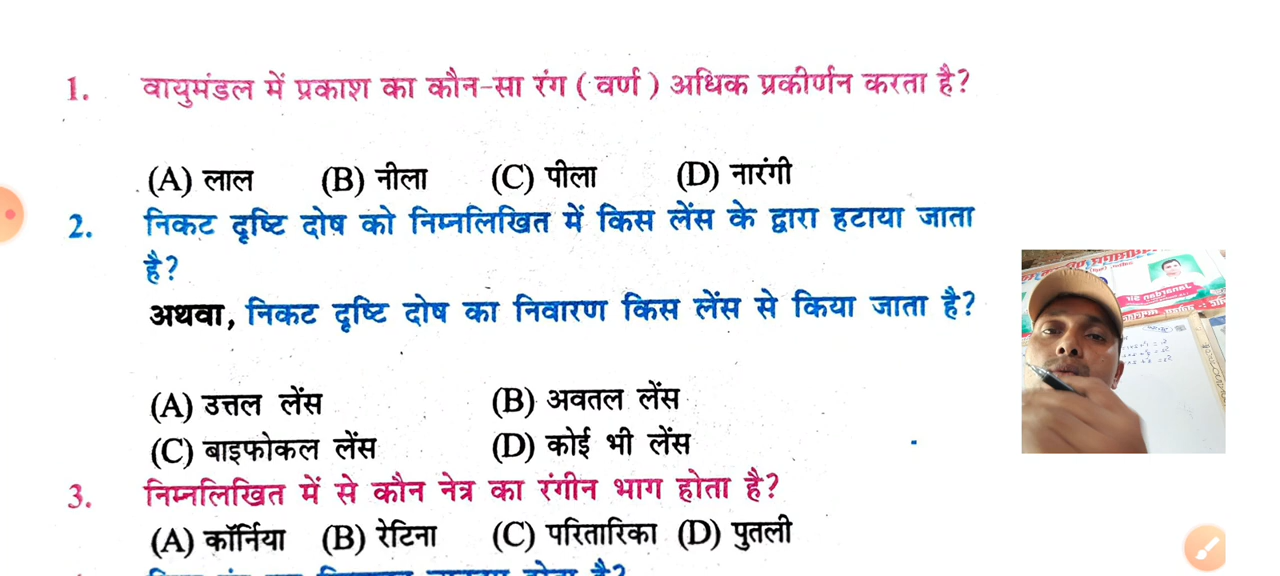 1. वायुमंडल में प्रकाश का कौन-सा रंग ( वर्ण ) अधिक प्रकीर्णन करता है?
(A) लाल (B) नीला (C) पीला (D) नारंगी
2. निकट दृष्टि दोष को निम्नलिखित में किस लेंस के द्वारा हटाया जाता
है?
अथवा, निकट दृष्टि दोष का निवारण किस लेंस से किया जाता है?
(A) उत्तल लेंस (B) अवतल लेंस
(C) बाइफोकल लेंस (D) कोई भी लेंस
3. निम्नलिखित में से कौन नेत्र का रंगीन भाग होता है?
(A) कॉर्निया (B) रेटिना (C) परितारिका (D) पुतली